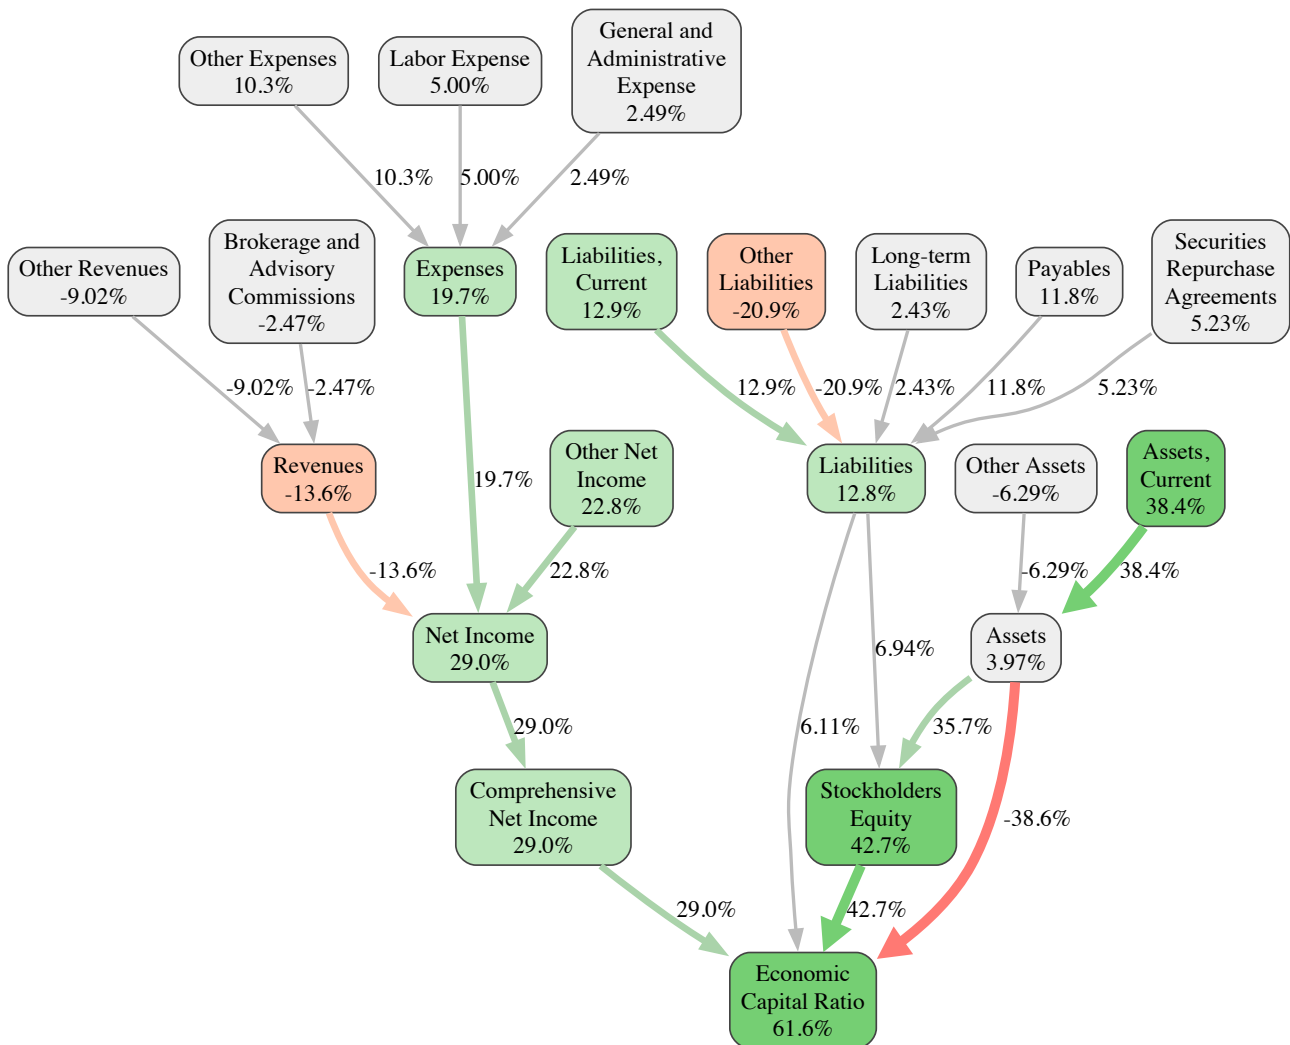 General and
Administrative
Expense
2.49%
Other Expenses
10.3%
Labor Expense
5.00%
10.3%
5.00%
2.49%
Other Revenues
-9.02%
Brokerage and
Advisory
Commissions
-2.47%
Expenses
19.7%
Liabilities,
Current
12.9%
Other
Liabilities
-20.9%
Long-term
Liabilities
2.43%
Payables
11.8%
Securities
Repurchase
Agreements
5.23%
-9.02%
-2.47%
12.9%
-20.9%
2.43%
11.8%
5.23%
Revenues
-13.6%
19.7%
Other Net
Income
22.8%
Liabilities
12.8%
Other Assets
-6.29%
Assets,
Current
38.4%
-13.6%
22.8%
-6.29%
38.4%
Net Income
29.0%
6.94%
Assets
3.97%
29.0%
6.11%
35.7%
Comprehensive
Net Income
29.0%
Stockholders
Equity
42.7%
-38.6%
29.0%
42.7%
Economic
Capital Ratio
61.6%